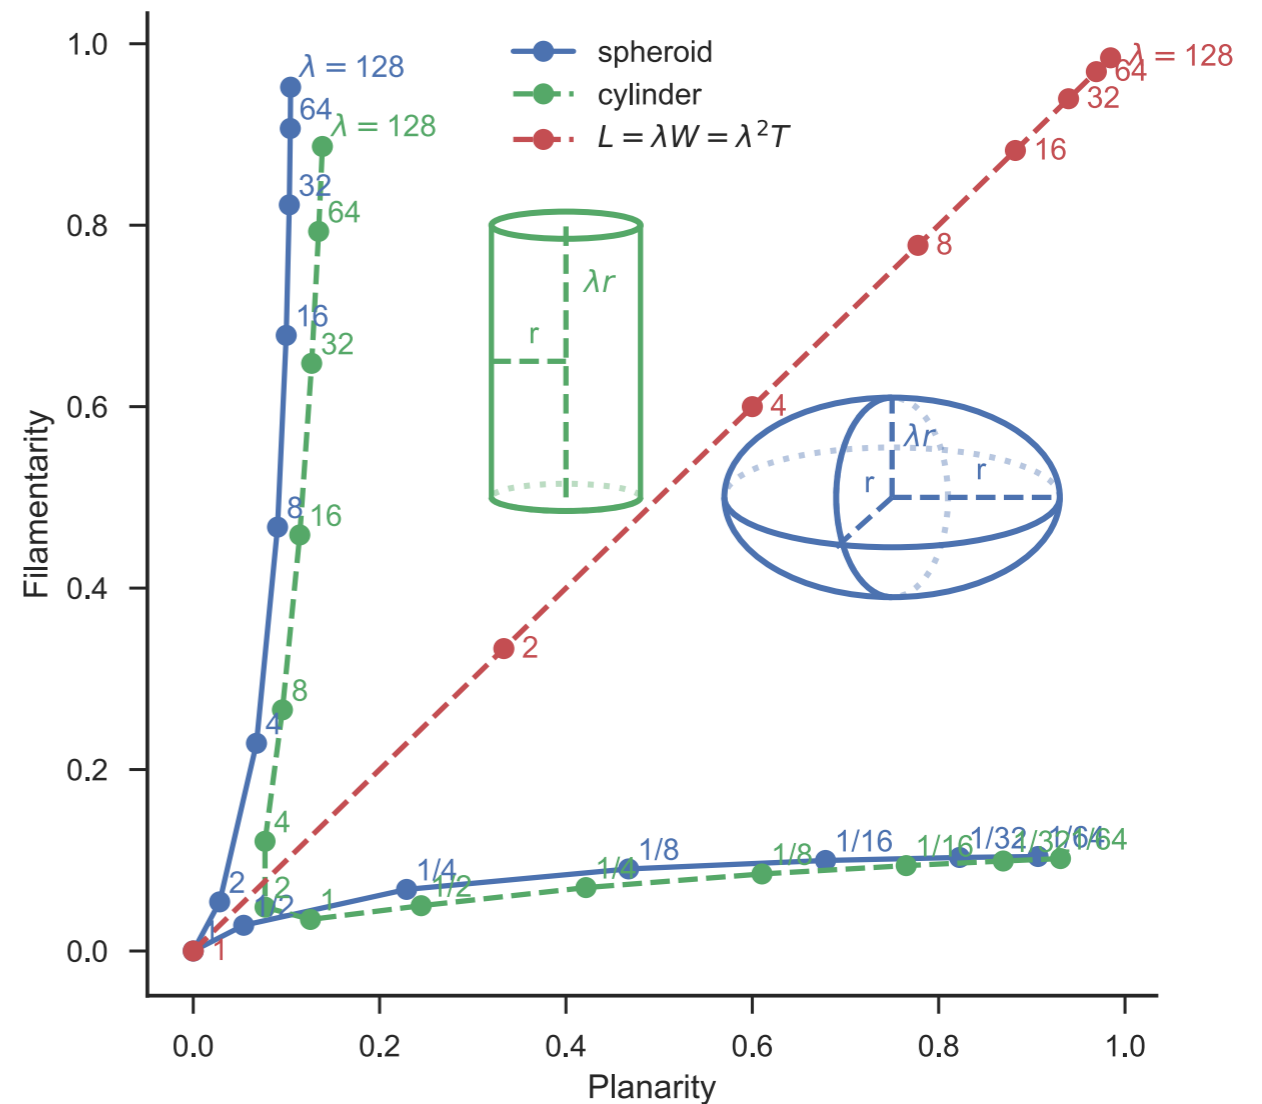 1.0
0.8
0.6
0.4
0.2
0.0
Filamentarity
0.0 0.2 0.4 0.6 0.8 1.0
Planarity
spheroid
cylinder
L = λW = λ²T
λ = 128
64
32
16
8
4
2
1
1/2
1/4
1/8
1/16
1/32
1/64
λ = 128
64
32
16
8
4
2
1
1/2
1/4
1/8
1/16
1/32
1/64
λ = 128
64
32
16
8
4
2
1
λr
r
λr
r
r